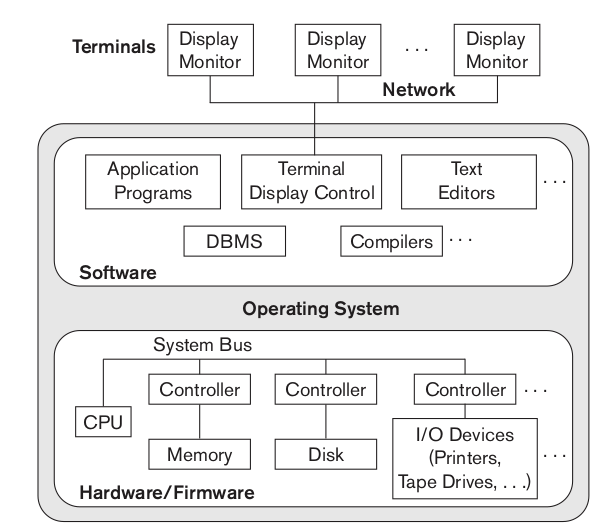 Terminals
Display
Monitor
Display
Monitor
. . .
Display
Monitor
Network
Application
Programs
Terminal
Display Control
Text
Editors
. . .
DBMS
Compilers
. . .
Software
Operating System
System Bus
Controller
Controller
Controller
. . .
CPU
Memory
Disk
I/O Devices
(Printers,
Tape Drives, . . .)
. . .
Hardware/Firmware